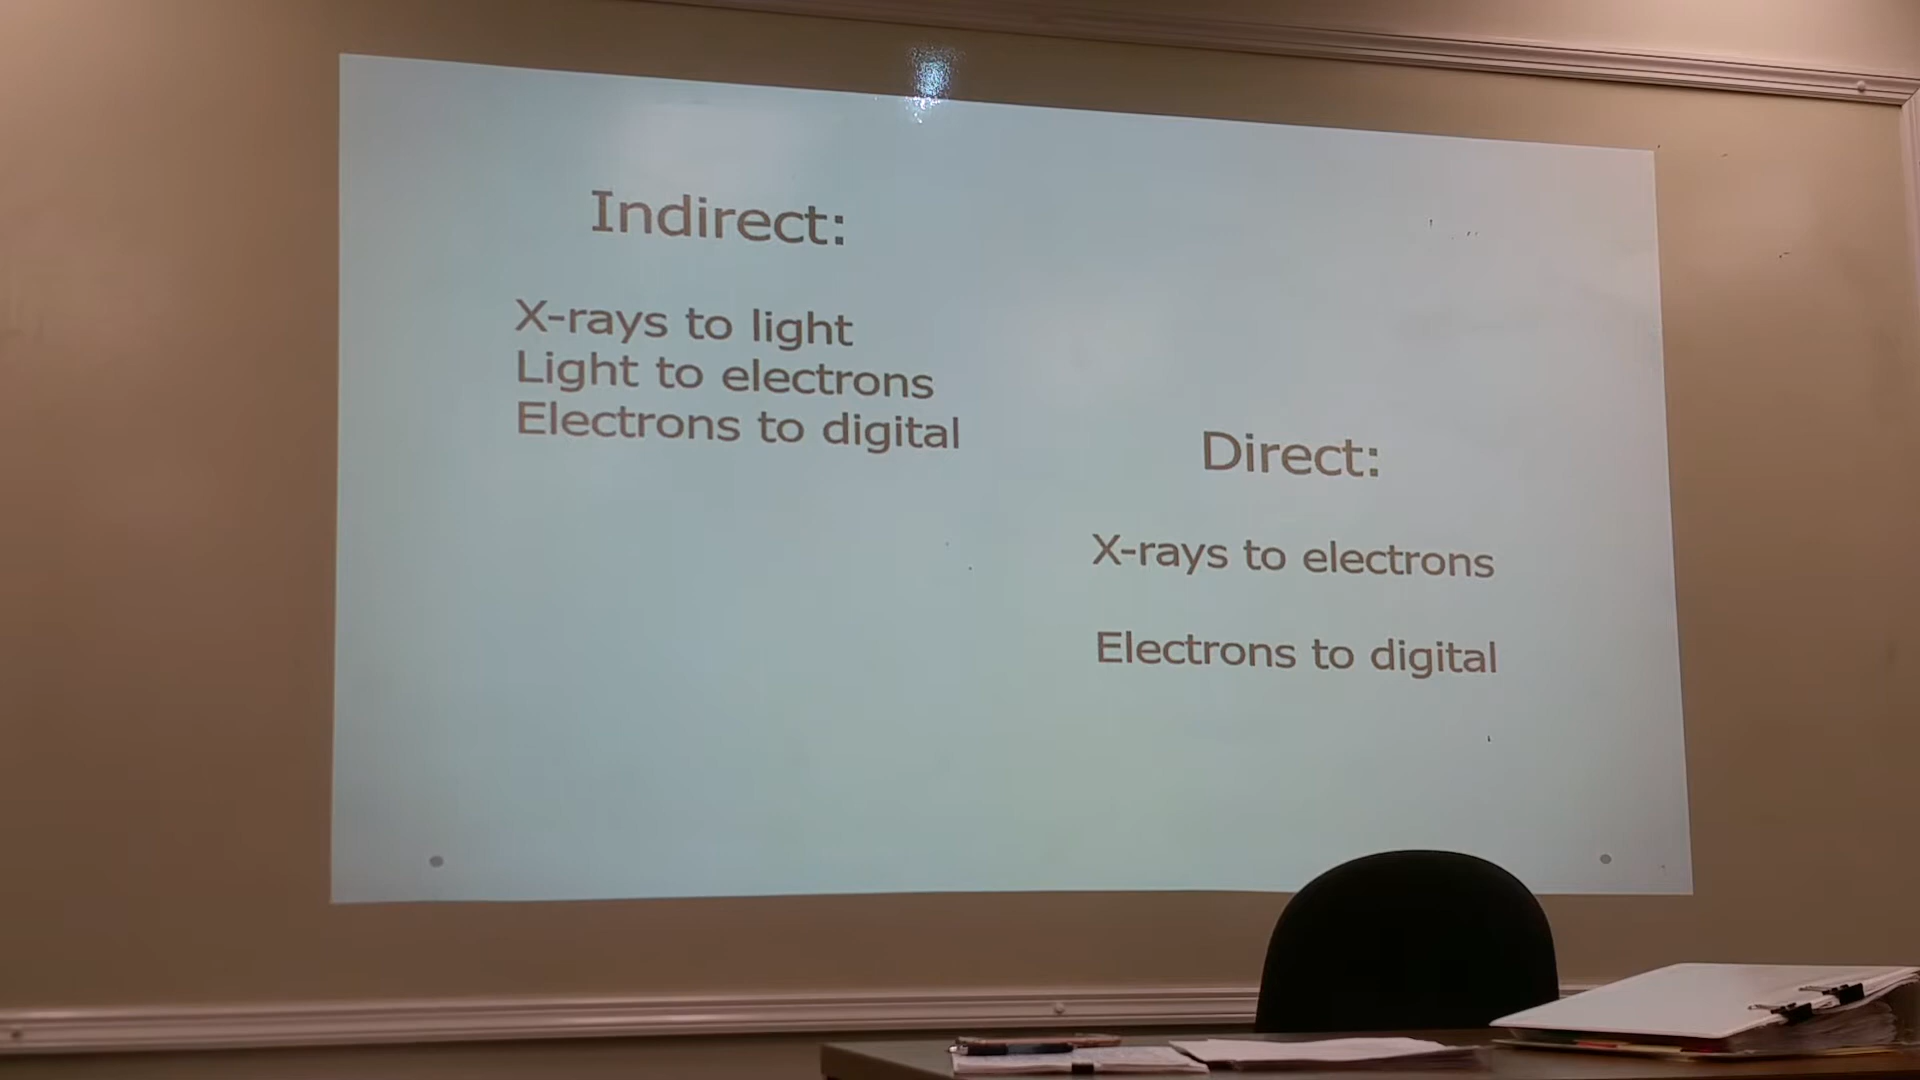 Indirect:
X-rays to light
Light to electrons
Electrons to digital
Direct:
X-rays to electrons
Electrons to digital